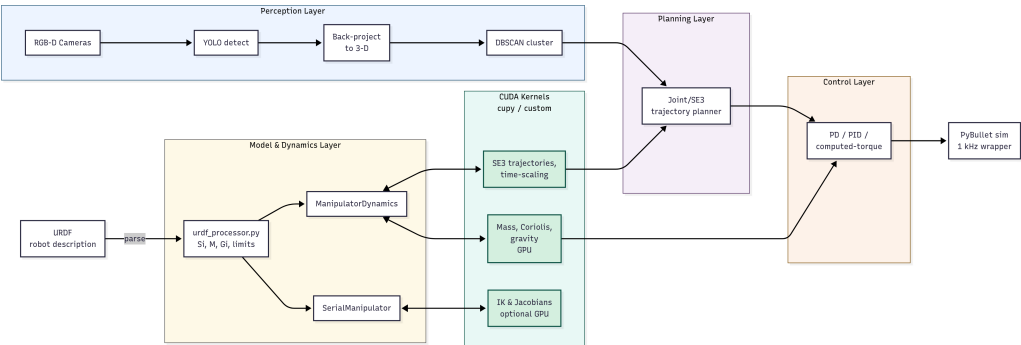 Perception Layer
RGB-D Cameras
YOLO detect
Back-project
to 3-D
DBSCAN cluster
Planning Layer
Joint/SE3
trajectory planner
Control Layer
PD / PID /
computed-torque
PyBullet sim
1 kHz wrapper
CUDA Kernels
cupy / custom
SE3 trajectories,
time-scaling
Mass, Coriolis,
gravity
GPU
IK & Jacobians
optional GPU
Model & Dynamics Layer
ManipulatorDynamics
urdf_processor.py
Si, M, Gi, limits
SerialManipulator
URDF
robot description
parse